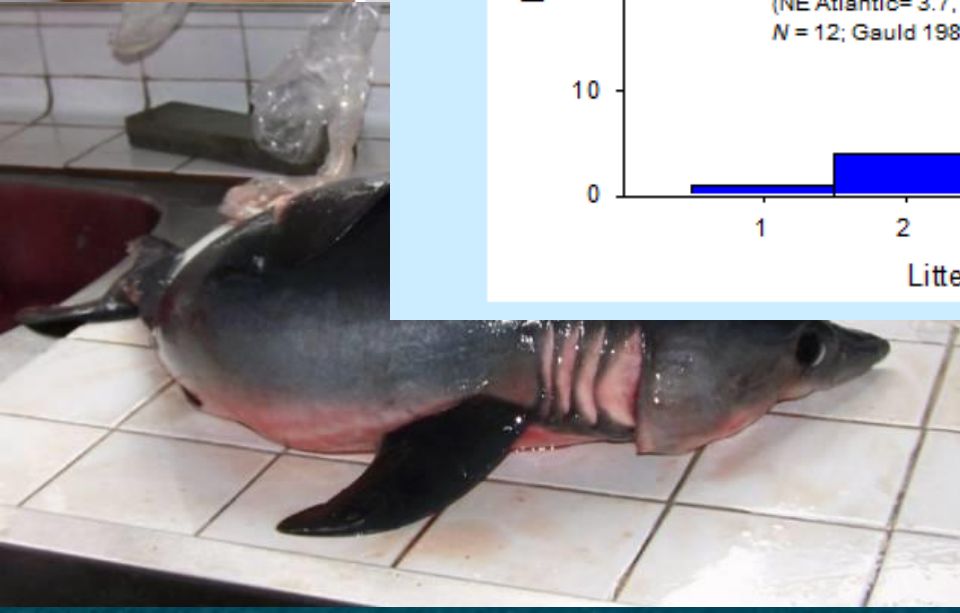 (NE Atlantic= 3.7,
N = 12; Gauld 198
10
0
1
2
Litte